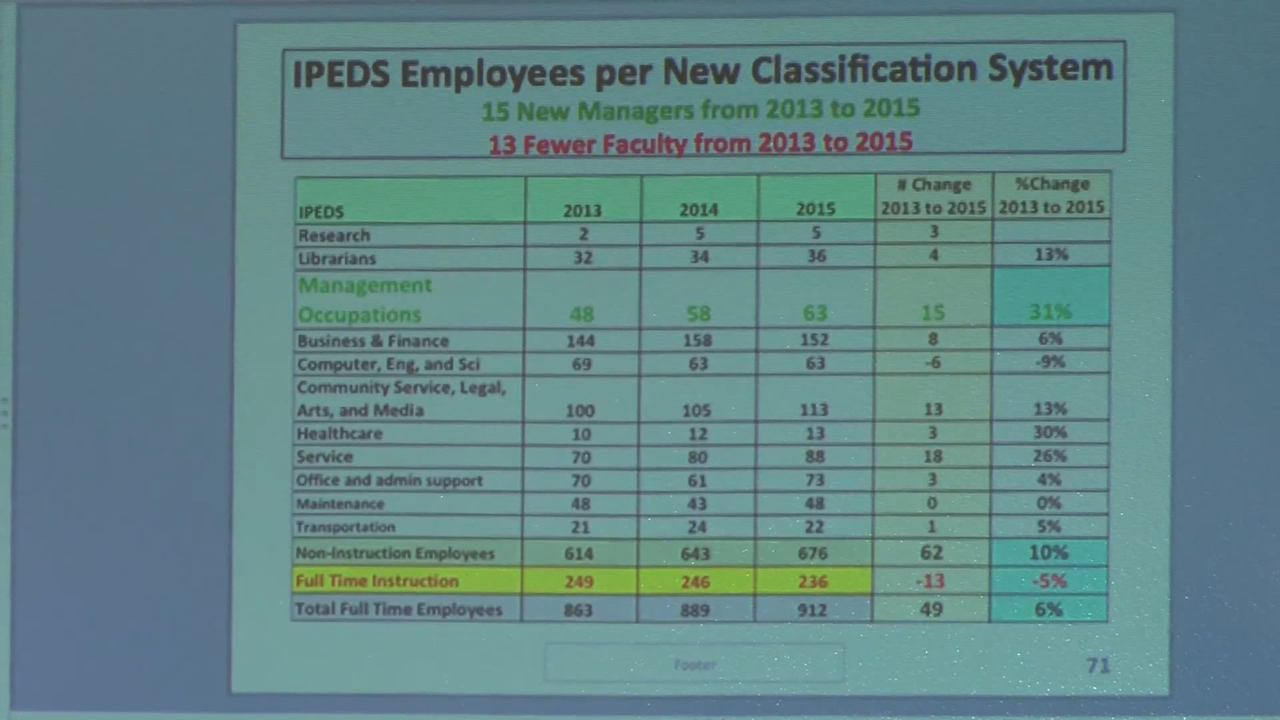 IPEDS Employees per New Classification System
15 New Managers from 2013 to 2015
13 Fewer Faculty from 2013 to 2015
IPEDS 2013 2014 2015 # Change 2013 to 2015 %Change 2013 to 2015
Research 2 5 5 3
Librarians 32 34 36 4 13%
Management
Occupations 48 58 63 15 31%
Business & Finance 144 158 152 8 6%
Computer, Eng, and Sci 69 63 63 -6 -9%
Community Service, Legal,
Arts, and Media 100 105 113 13 13%
Healthcare 10 12 13 3 30%
Service 70 80 88 18 26%
Office and admin support 70 61 73 3 4%
Maintenance 48 43 48 0 0%
Transportation 21 24 22 1 5%
Non-Instruction Employees 614 643 676 62 10%
Full Time Instruction 249 246 236 -13 -5%
Total Full Time Employees 863 889 912 49 6%
Footer
71